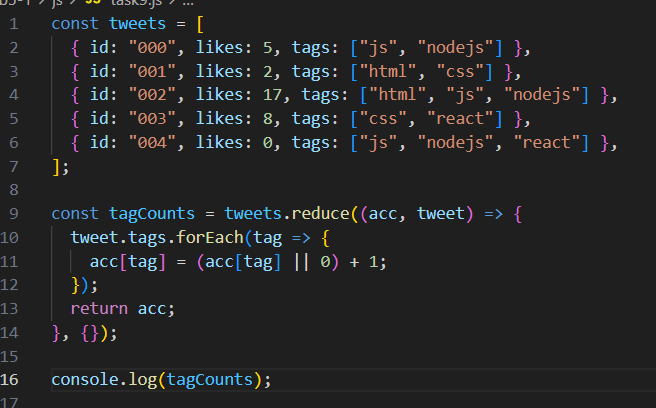 js > task9.js > ...
1 const tweets = [
2 { id: "000", likes: 5, tags: ["js", "nodejs"] },
3 { id: "001", likes: 2, tags: ["html", "css"] },
4 { id: "002", likes: 17, tags: ["html", "js", "nodejs"] },
5 { id: "003", likes: 8, tags: ["css", "react"] },
6 { id: "004", likes: 0, tags: ["js", "nodejs", "react"] },
7 ];
8
9 const tagCounts = tweets.reduce((acc, tweet) => {
10 tweet.tags.forEach(tag => {
11 acc[tag] = (acc[tag] || 0) + 1;
12 });
13 return acc;
14 }, {});
15
16 console.log(tagCounts);
17